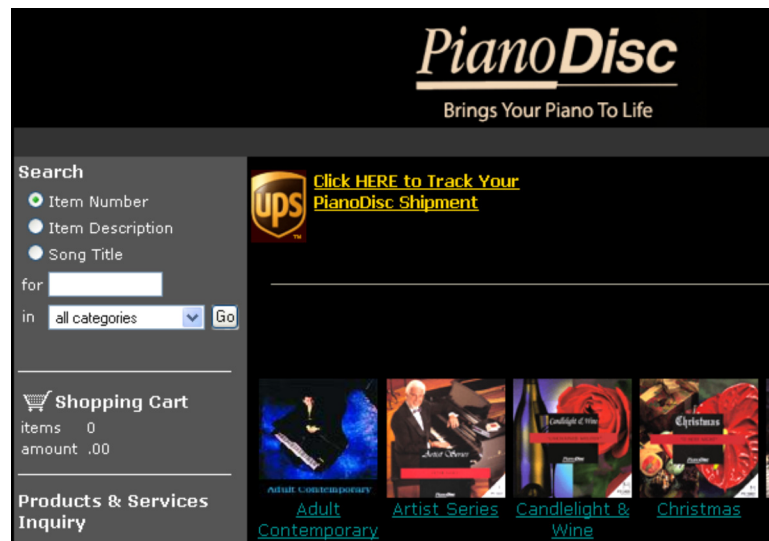 PianoDisc
Brings Your Piano To Life
Search
Item Number
Item Description
Song Title
for
in all categories Go
Shopping Cart
items 0
amount .00
Products & Services
Inquiry
ups
TM
Click HERE to Track Your
PianoDisc Shipment
Adult Contemporary
Artist Series
Candlelight & Wine
Christmas
Adult
Contemporary
Artist Series
Candlelight &
Wine
Christmas